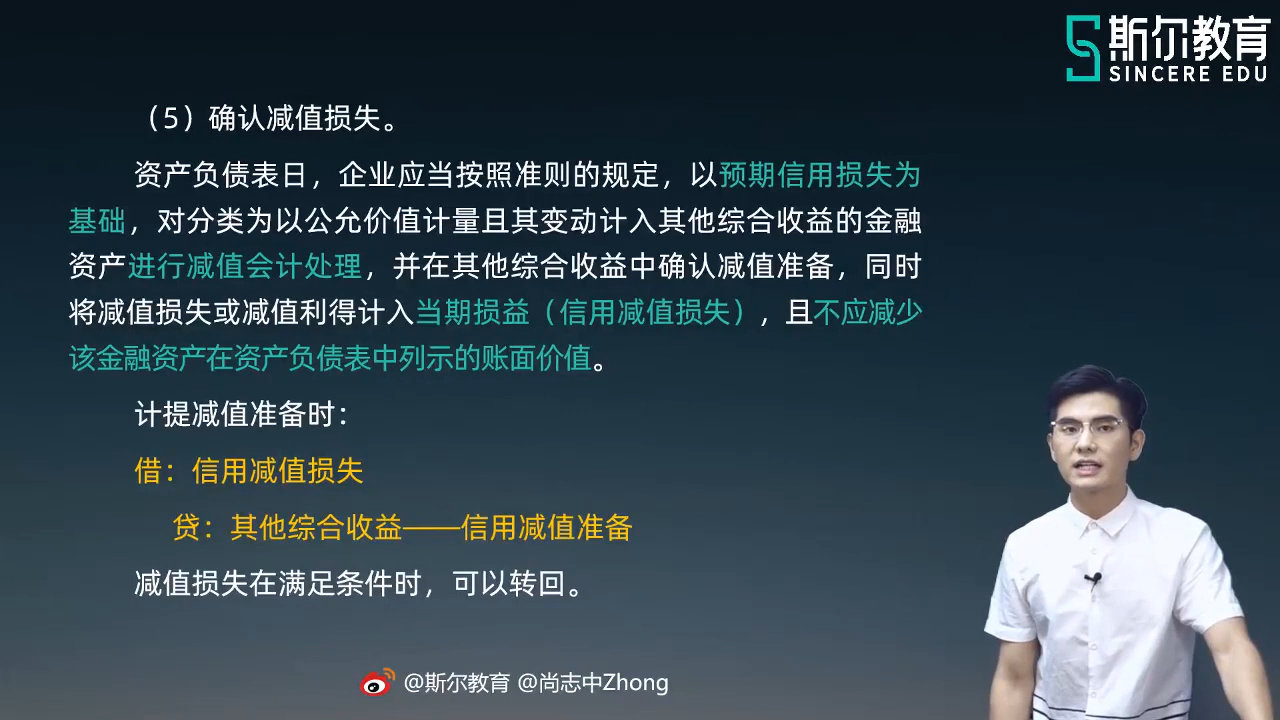 斯尔教育
SINCERE EDU
（5）确认减值损失。
资产负债表日，企业应当按照准则的规定，以预期信用损失为
基础，对分类为以公允价值计量且其变动计入其他综合收益的金融
资产进行减值会计处理，并在其他综合收益中确认减值准备，同时
将减值损失或减值利得计入当期损益（信用减值损失），且不应减少
该金融资产在资产负债表中列示的账面价值。
计提减值准备时：
借：信用减值损失
贷：其他综合收益——信用减值准备
减值损失在满足条件时，可以转回。
@斯尔教育 @尚志中Zhong